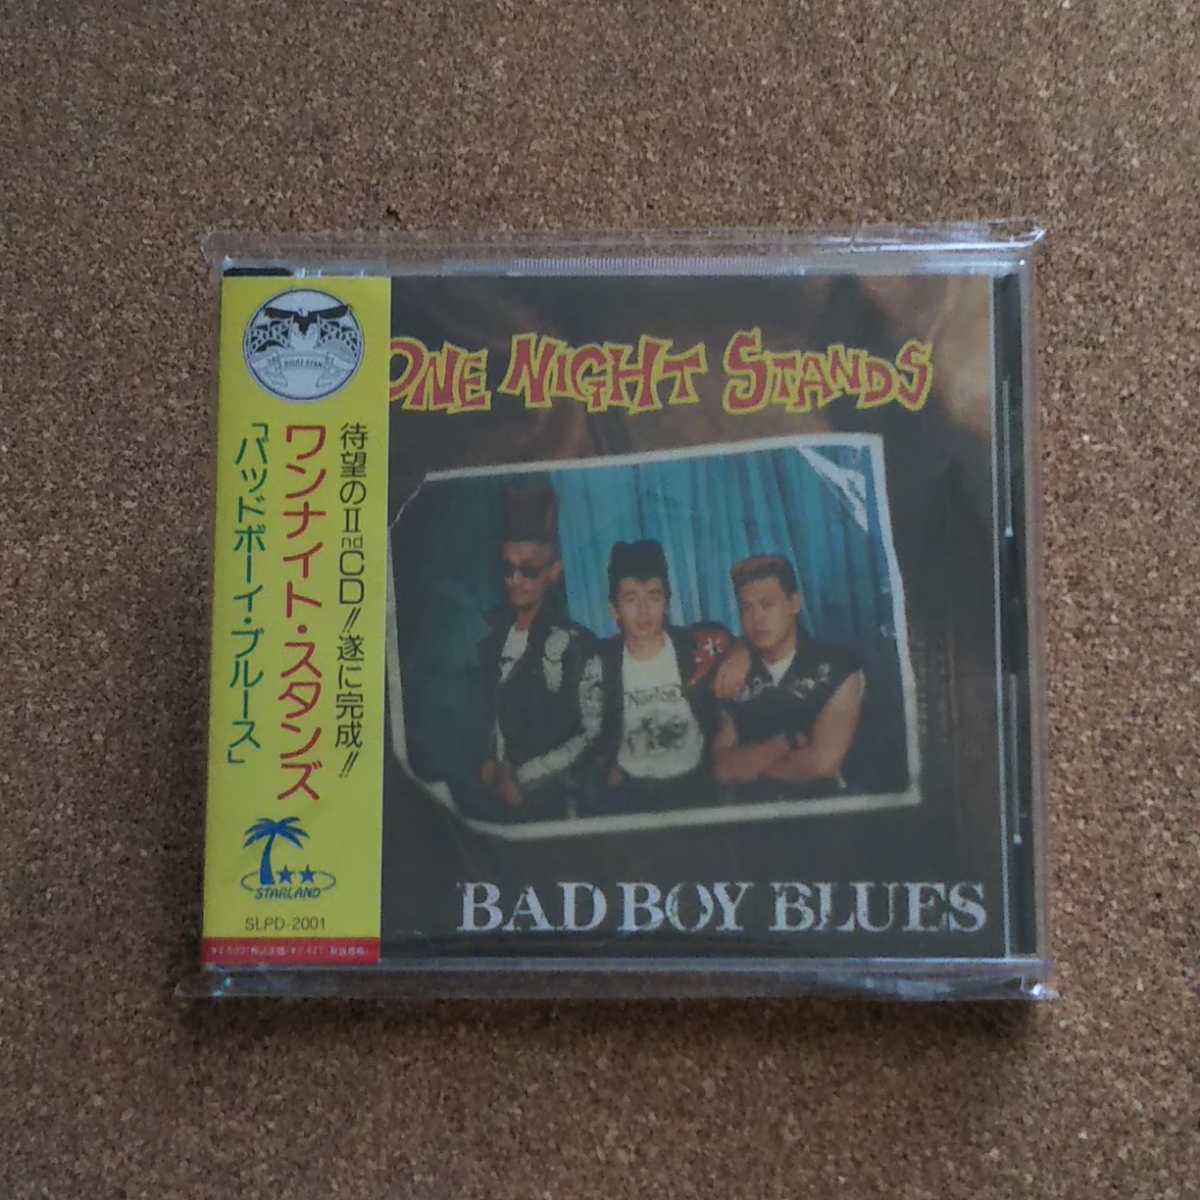 ONE NIGHT STANDS
待望のⅡnd CD!!遂に完成!!
ワンナイト・スタンズ
「バッドボーイ・ブルース」
STARLAND
SLPD-2001
BAD BOY BLUES